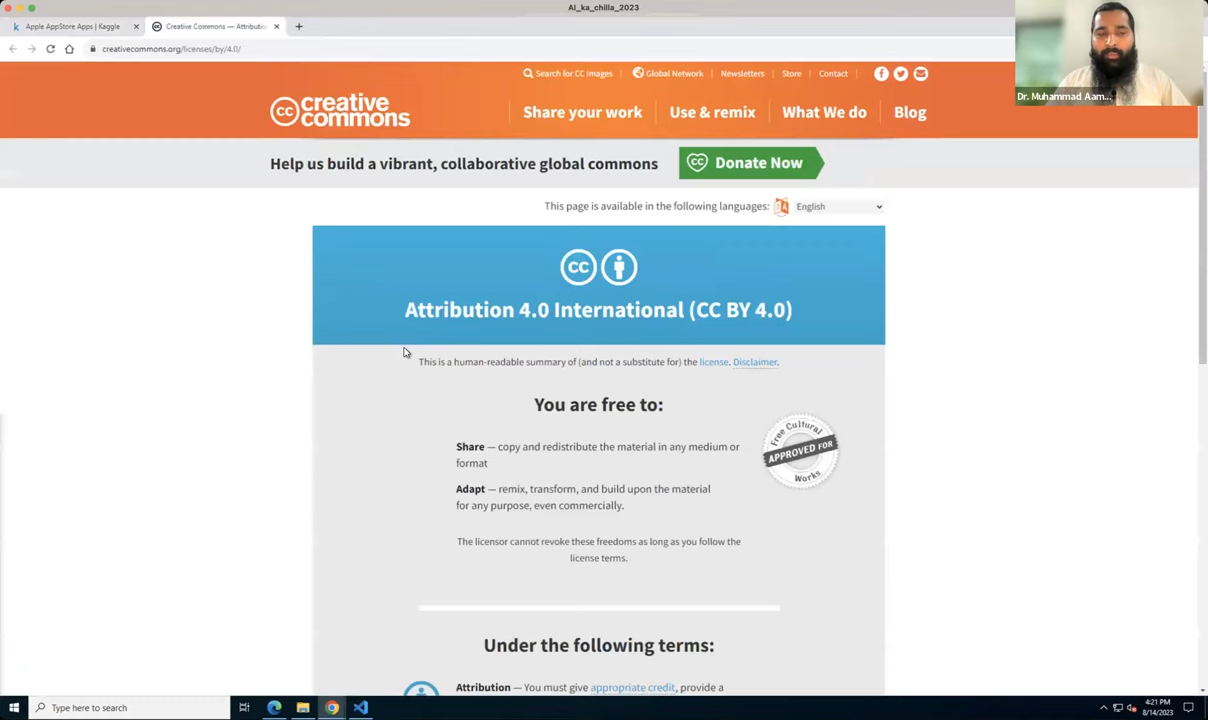 AI_ka_chilla_2023
Apple AppStore Apps | Kaggle
Creative Commons — Attributio
creativecommons.org/licenses/by/4.0/
Dr. Muhammad Aam...
Search for CC images
Global Network
Newsletters
Store
Contact
cc creative commons
Share your work
Use & remix
What We do
Blog
Help us build a vibrant, collaborative global commons
Donate Now
This page is available in the following languages:
English
cc
Attribution 4.0 International (CC BY 4.0)
This is a human-readable summary of (and not a substitute for) the license. Disclaimer.
You are free to:
Share — copy and redistribute the material in any medium or
format
Adapt — remix, transform, and build upon the material
for any purpose, even commercially.
Free Cultural
APPROVED FOR
Works
The licensor cannot revoke these freedoms as long as you follow the
license terms.
Under the following terms:
Attribution — You must give appropriate credit, provide a
Type here to search
4:21 PM
8/14/2023